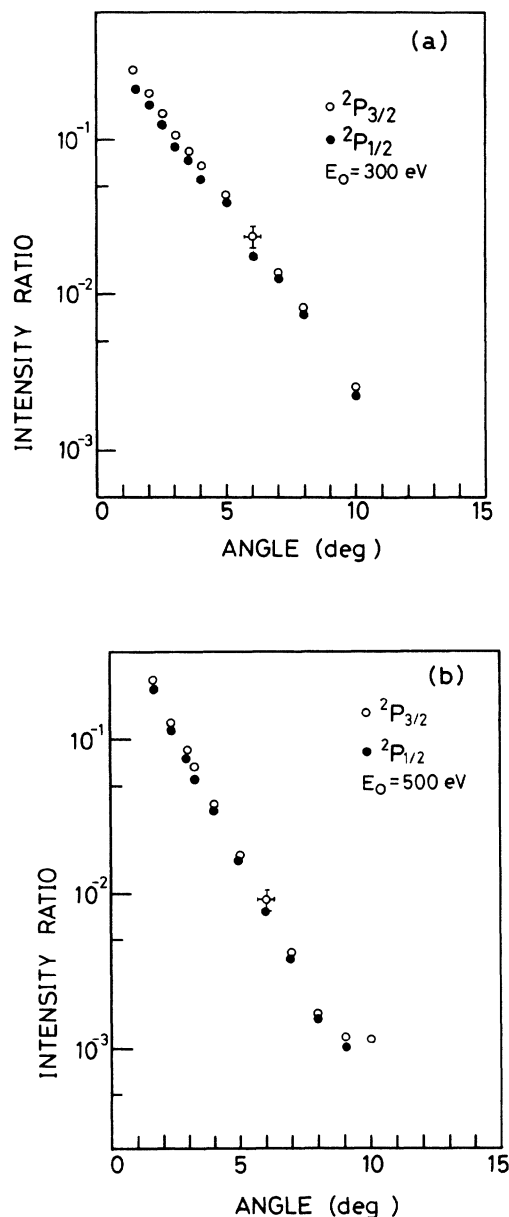 (a)
○ ²P₃/₂
● ²P₁/₂
E₀ = 300 eV
10⁻¹
10⁻²
10⁻³
INTENSITY RATIO
0 5 10 15
ANGLE (deg)
(b)
○ ²P₃/₂
● ²P₁/₂
E₀ = 500 eV
10⁻¹
10⁻²
10⁻³
INTENSITY RATIO
0 5 10 15
ANGLE (deg)